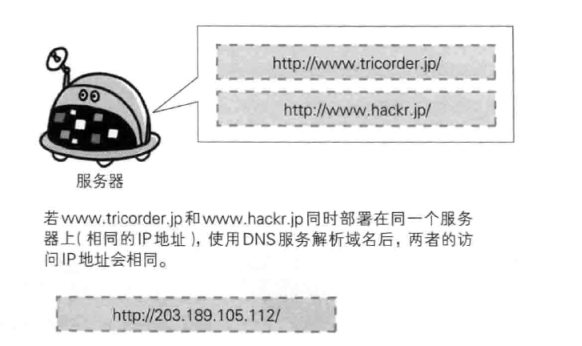 http://www.tricorder.jp/
http://www.hackr.jp/
服务器
若www.tricorder.jp和www.hackr.jp同时部署在同一个服务
器上(相同的IP地址),使用DNS服务解析域名后,两者的访
问IP地址会相同。
http://203.189.105.112/